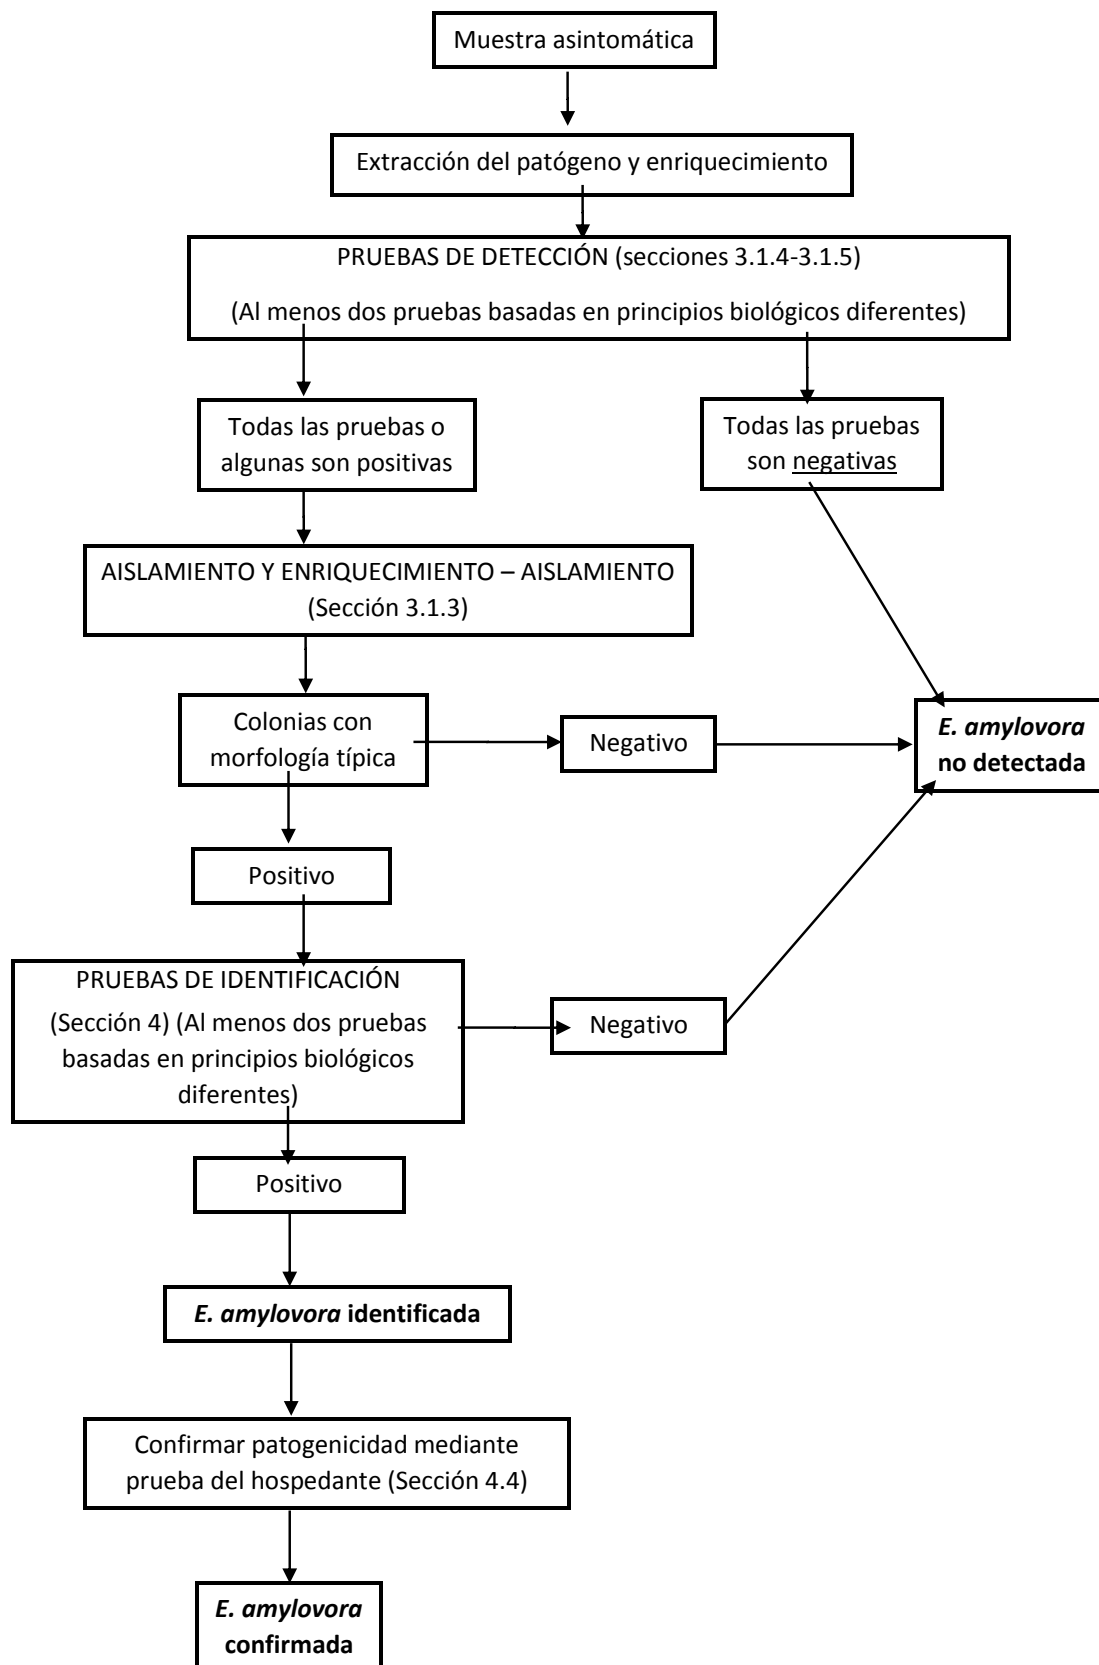 Muestra asintomática
Extracción del patógeno y enriquecimiento
PRUEBAS DE DETECCIÓN (secciones 3.1.4-3.1.5)
(Al menos dos pruebas basadas en principios biológicos diferentes)
Todas las pruebas o
algunas son positivas
Todas las pruebas
son negativas
AISLAMIENTO Y ENRIQUECIMIENTO – AISLAMIENTO
(Sección 3.1.3)
Colonias con
morfología típica
Negativo
E. amylovora
no detectada
Positivo
PRUEBAS DE IDENTIFICACIÓN
(Sección 4) (Al menos dos pruebas
basadas en principios biológicos
diferentes)
Negativo
Positivo
E. amylovora identificada
Confirmar patogenicidad mediante
prueba del hospedante (Sección 4.4)
E. amylovora
confirmada